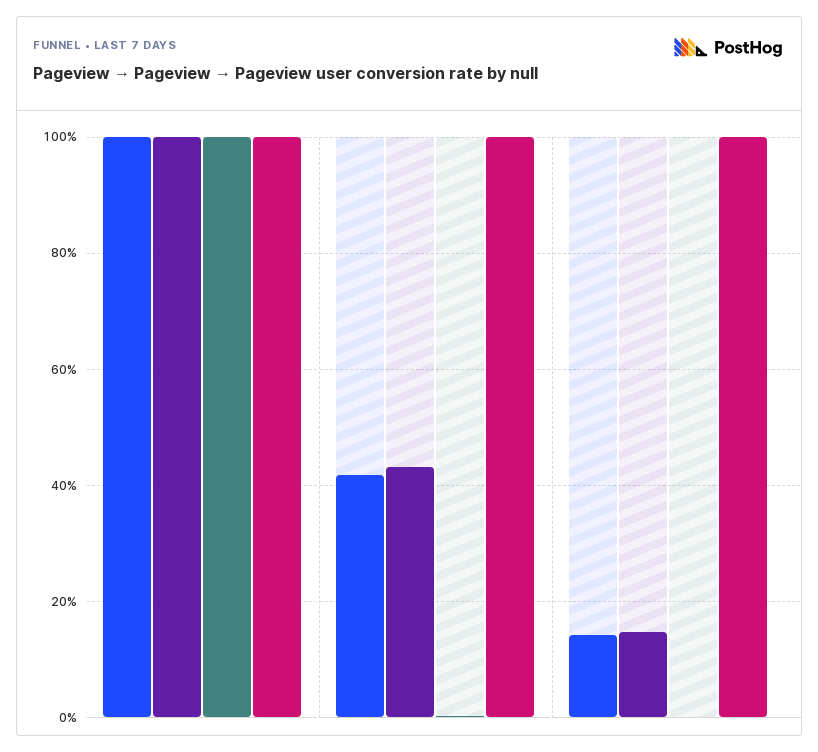 FUNNEL • LAST 7 DAYS
PostHog
Pageview → Pageview → Pageview user conversion rate by null
100%
80%
60%
40%
20%
0%